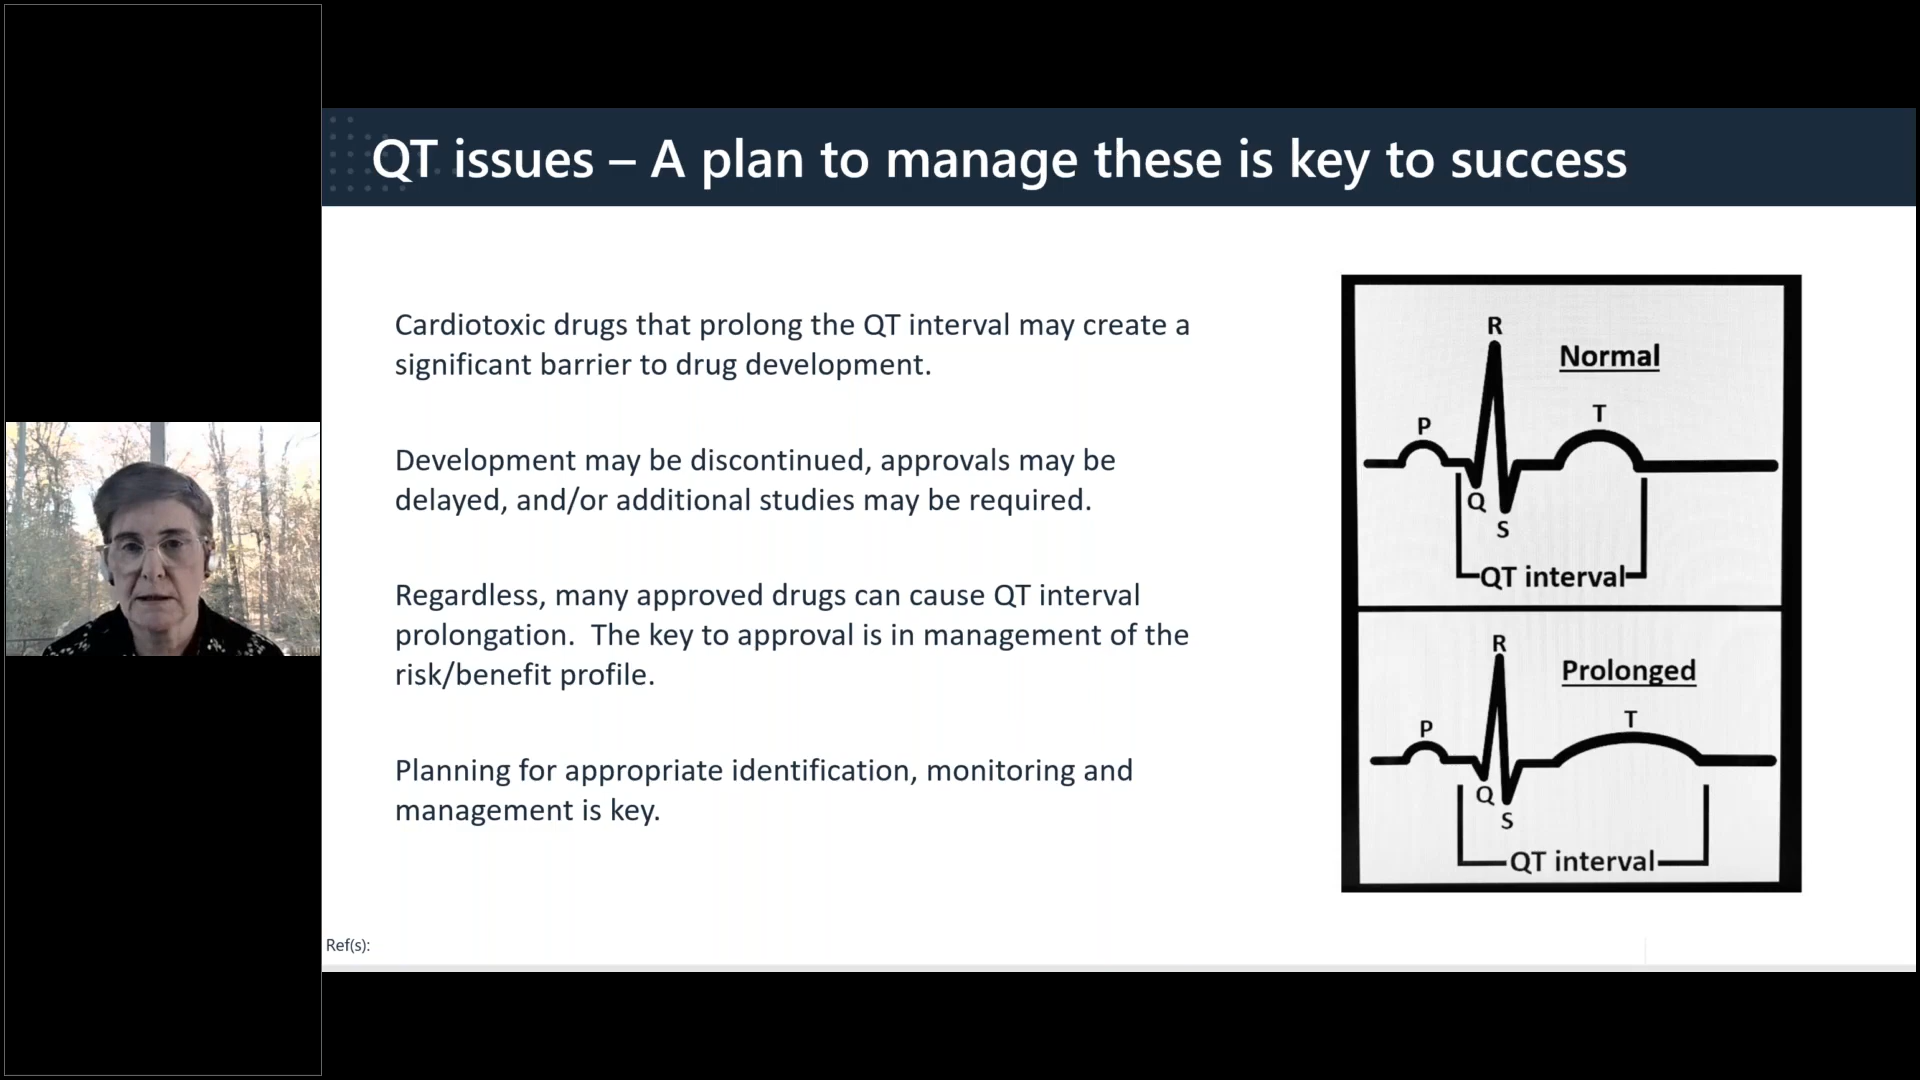 QT issues – A plan to manage these is key to success
Cardiotoxic drugs that prolong the QT interval may create a
significant barrier to drug development.
Development may be discontinued, approvals may be
delayed, and/or additional studies may be required.
Regardless, many approved drugs can cause QT interval
prolongation.  The key to approval is in management of the
risk/benefit profile.
Planning for appropriate identification, monitoring and
management is key.
R
Normal
T
P
Q
S
QT interval
R
Prolonged
T
P
Q
S
QT interval
Ref(s):